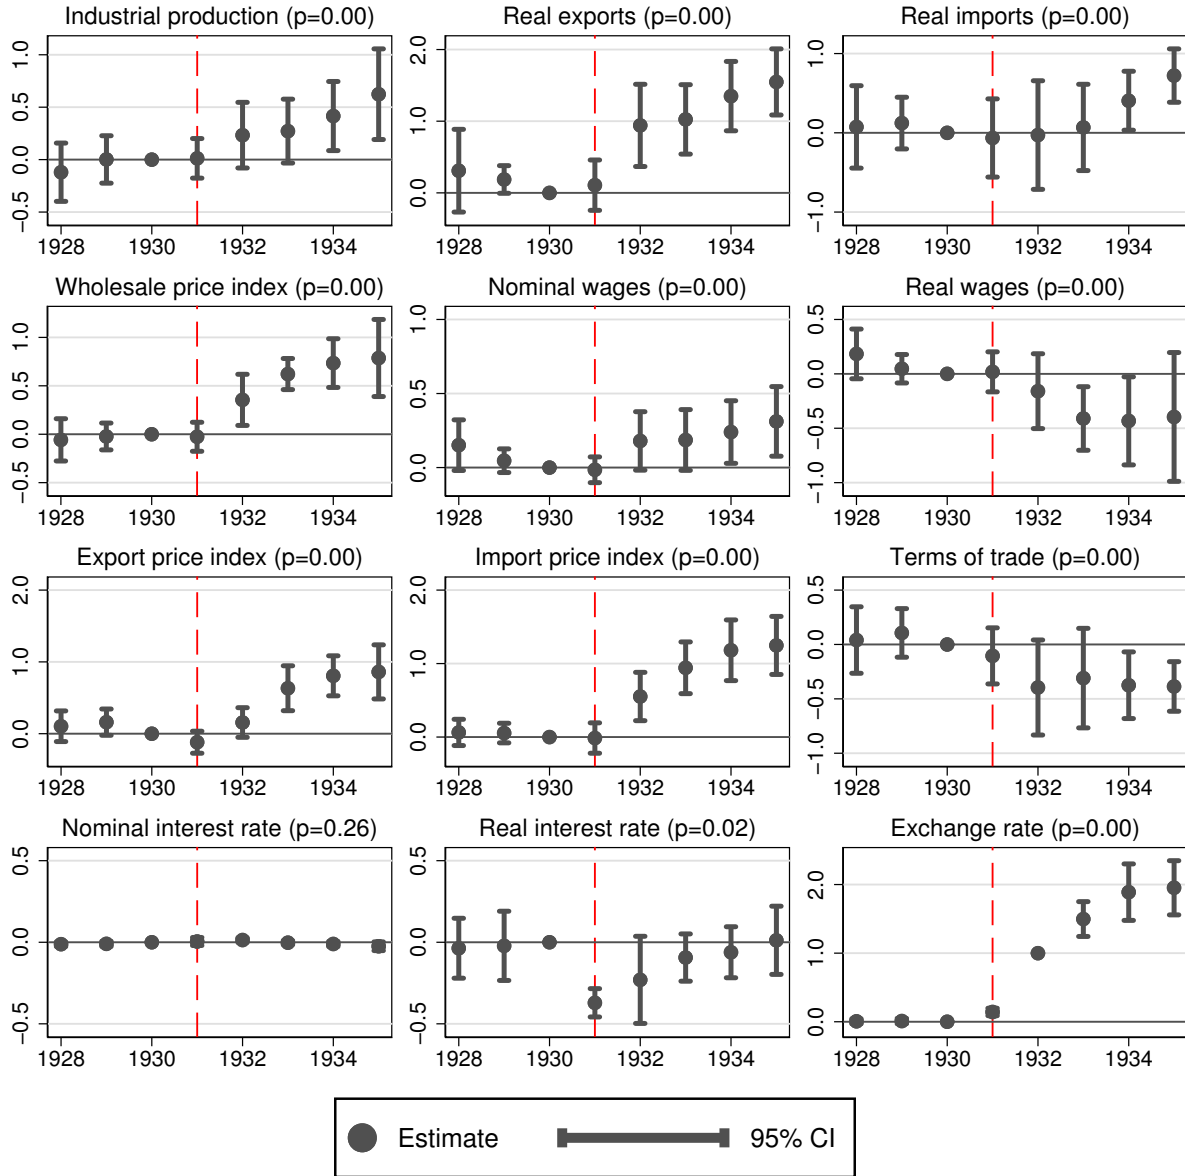 Industrial production (p=0.00)
1.0
0.5
0.0
−0.5
1928 1930 1932 1934
Real exports (p=0.00)
2.0
1.0
0.0
1928 1930 1932 1934
Real imports (p=0.00)
1.0
0.0
−1.0
1928 1930 1932 1934
Wholesale price index (p=0.00)
1.0
0.5
0.0
−0.5
1928 1930 1932 1934
Nominal wages (p=0.00)
1.0
0.5
0.0
1928 1930 1932 1934
Real wages (p=0.00)
0.5
0.0
−0.5
−1.0
1928 1930 1932 1934
Export price index (p=0.00)
2.0
1.0
0.0
1928 1930 1932 1934
Import price index (p=0.00)
2.0
1.0
0.0
1928 1930 1932 1934
Terms of trade (p=0.00)
0.5
0.0
−0.5
−1.0
1928 1930 1932 1934
Nominal interest rate (p=0.26)
0.5
0.0
−0.5
1928 1930 1932 1934
Real interest rate (p=0.02)
0.5
0.0
−0.5
1928 1930 1932 1934
Exchange rate (p=0.00)
2.0
1.0
0.0
1928 1930 1932 1934
Estimate 95% CI